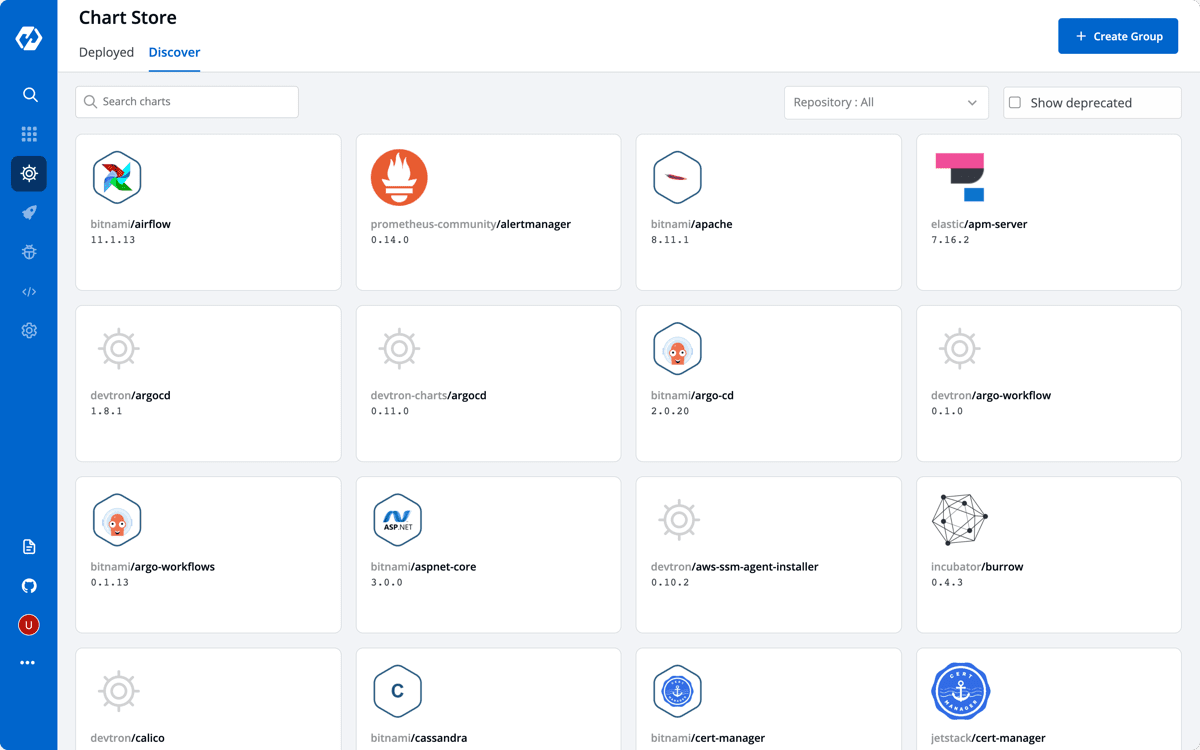 Chart Store
Deployed Discover
+ Create Group
Search charts
Repository : All
Show deprecated
bitnami/airflow
11.1.13
prometheus-community/alertmanager
0.14.0
bitnami/apache
8.11.1
elastic/apm-server
7.16.2
devtron/argocd
1.8.1
devtron-charts/argocd
0.11.0
bitnami/argo-cd
2.0.20
devtron/argo-workflow
0.1.0
bitnami/argo-workflows
0.1.13
ASP.NET
bitnami/aspnet-core
3.0.0
devtron/aws-ssm-agent-installer
0.10.2
incubator/burrow
0.4.3
U
devtron/calico
C
bitnami/cassandra
bitnami/cert-manager
CERT
MANAGER
jetstack/cert-manager